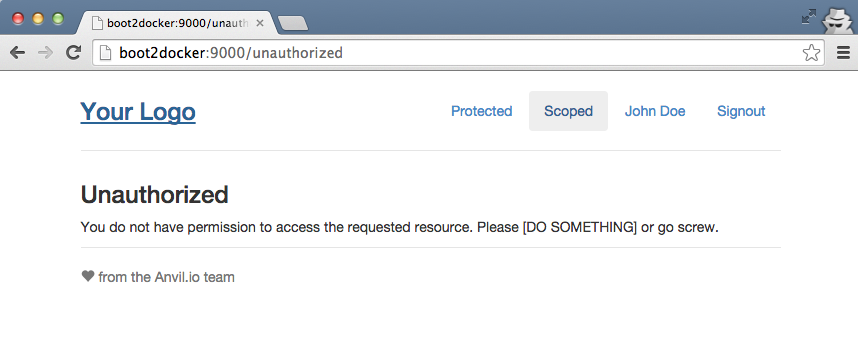 boot2docker:9000/unauth
boot2docker:9000/unauthorized
Your Logo
Protected
Scoped
John Doe
Signout
Unauthorized
You do not have permission to access the requested resource. Please [DO SOMETHING] or go screw.
♥ from the Anvil.io team